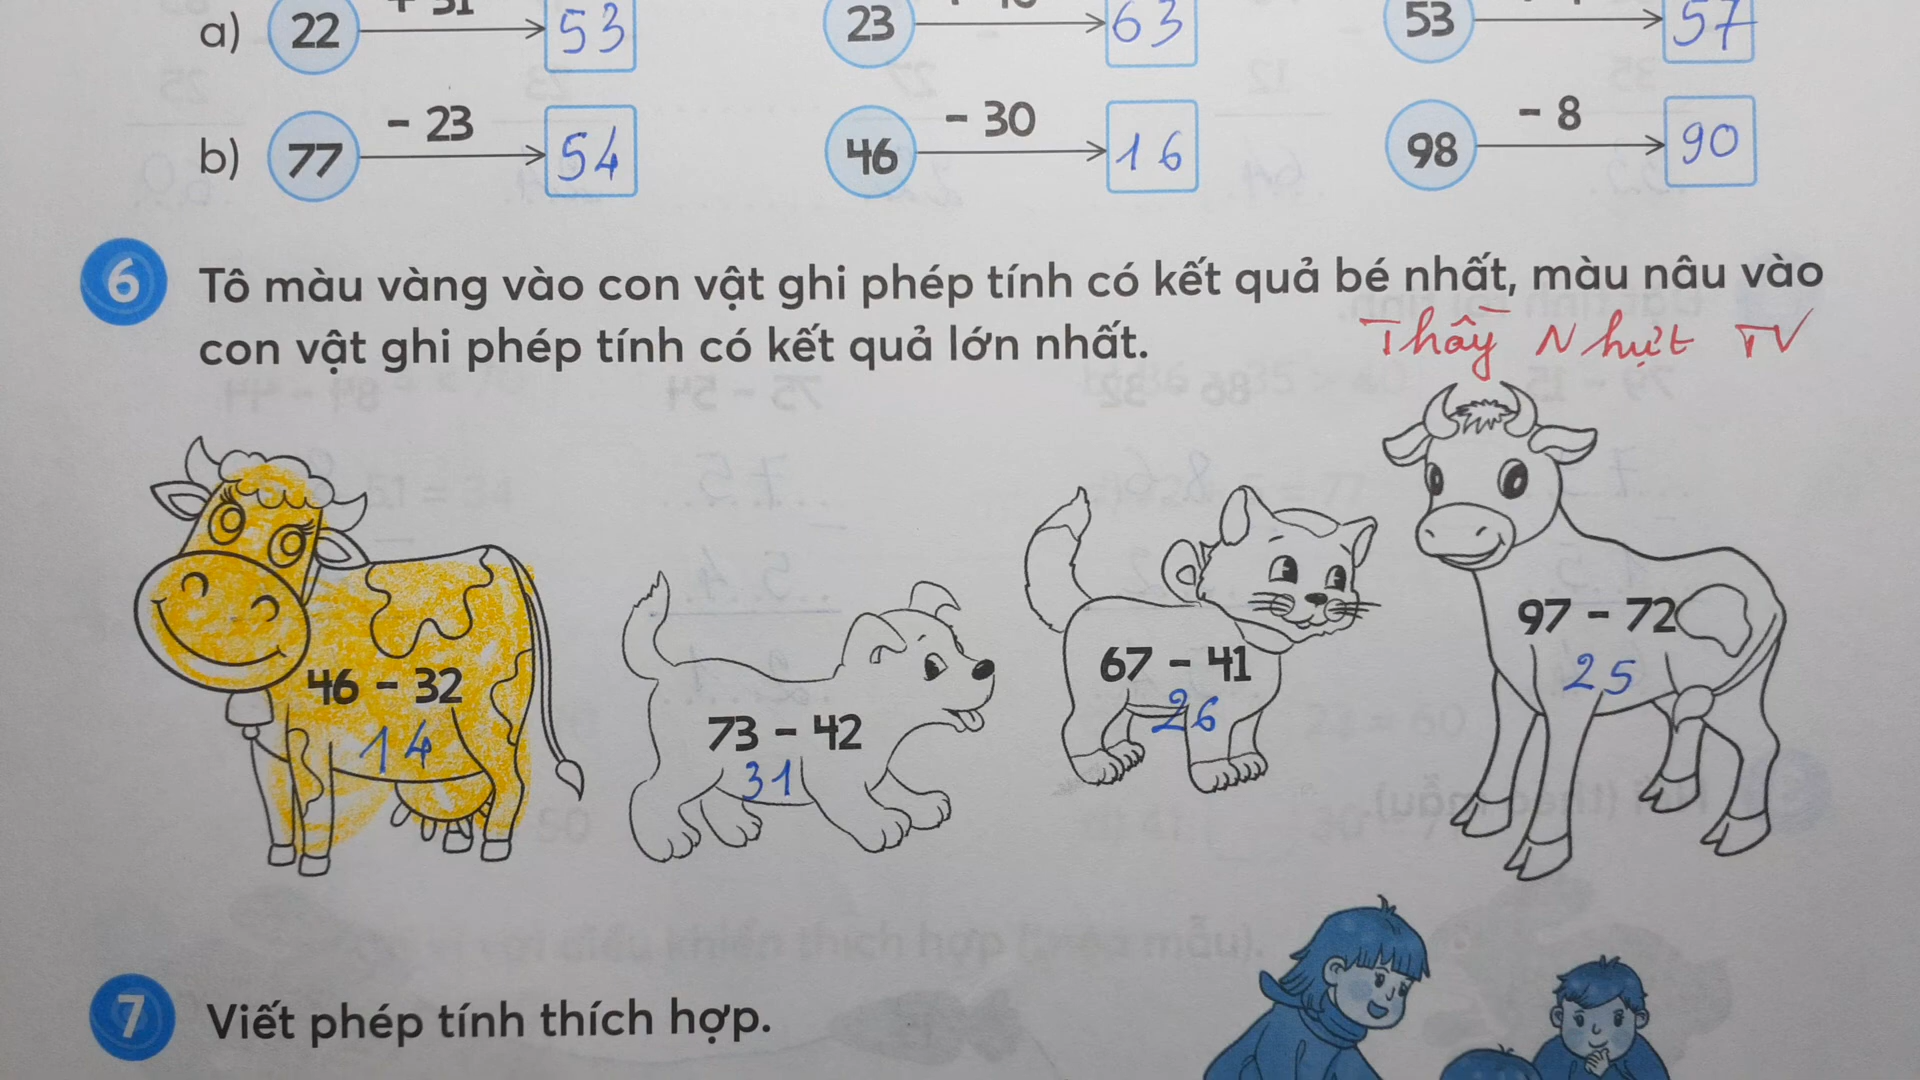 a) 22 53 23 63 53 57
b) 77 - 23 54 46 - 30 16 98 - 8 90
6 Tô màu vàng vào con vật ghi phép tính có kết quả bé nhất, màu nâu vào
con vật ghi phép tính có kết quả lớn nhất.
Thầy Nhựt TV
46 - 32
14
73 - 42
31
67 - 41
26
97 - 72
25
7 Viết phép tính thích hợp.